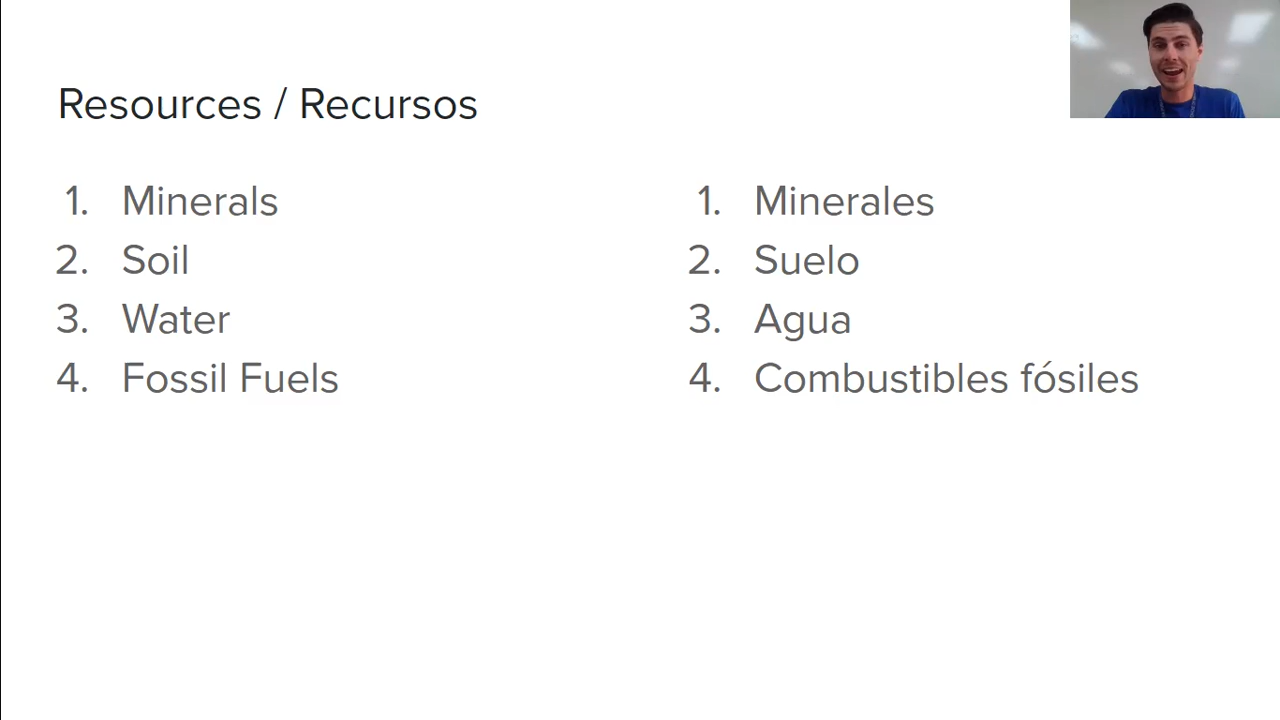 Resources / Recursos
1. Minerals
2. Soil
3. Water
4. Fossil Fuels
1. Minerales
2. Suelo
3. Agua
4. Combustibles fósiles